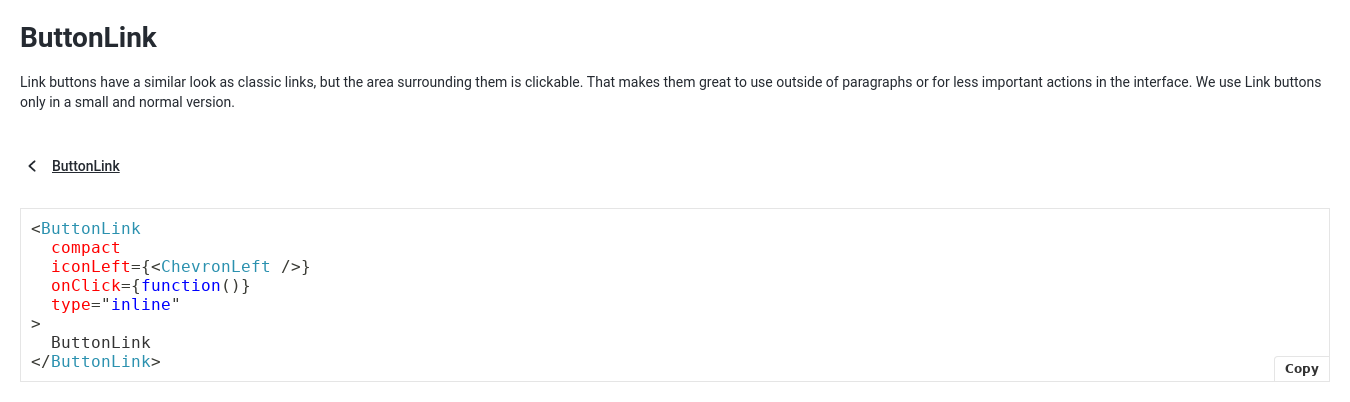 ButtonLink
Link buttons have a similar look as classic links, but the area surrounding them is clickable. That makes them great to use outside of paragraphs or for less important actions in the interface. We use Link buttons
only in a small and normal version.
ButtonLink
<ButtonLink
  compact
  iconLeft={<ChevronLeft />}
  onClick={function()}
  type="inline"
>
  ButtonLink
</ButtonLink>
Copy